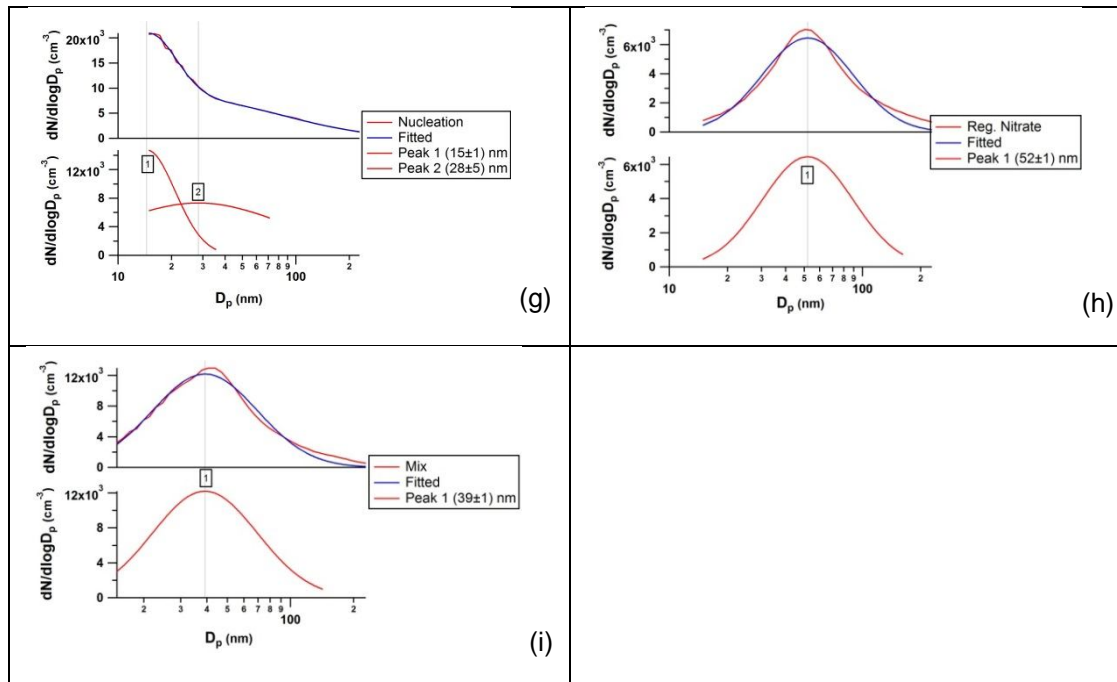 dN/dlogDp (cm-3)
20x10³
15
10
5
0
Nucleation
Fitted
Peak 1 (15±1) nm
Peak 2 (28±5) nm
dN/dlogDp (cm-3)
12x10³
8
4
0
1
2
10
2
3
4
5
6
7
8
9
100
2
Dp (nm)
(g)
dN/dlogDp (cm-3)
6x10³
4
2
0
Reg. Nitrate
Fitted
Peak 1 (52±1) nm
dN/dlogDp (cm-3)
6x10³
4
2
0
1
10
2
3
4
5
6
7
8
9
100
2
Dp (nm)
(h)
dN/dlogDp (cm-3)
12x10³
8
4
0
Mix
Fitted
Peak 1 (39±1) nm
dN/dlogDp (cm-3)
12x10³
8
4
0
1
2
3
4
5
6
7
8
9
100
2
Dp (nm)
(i)